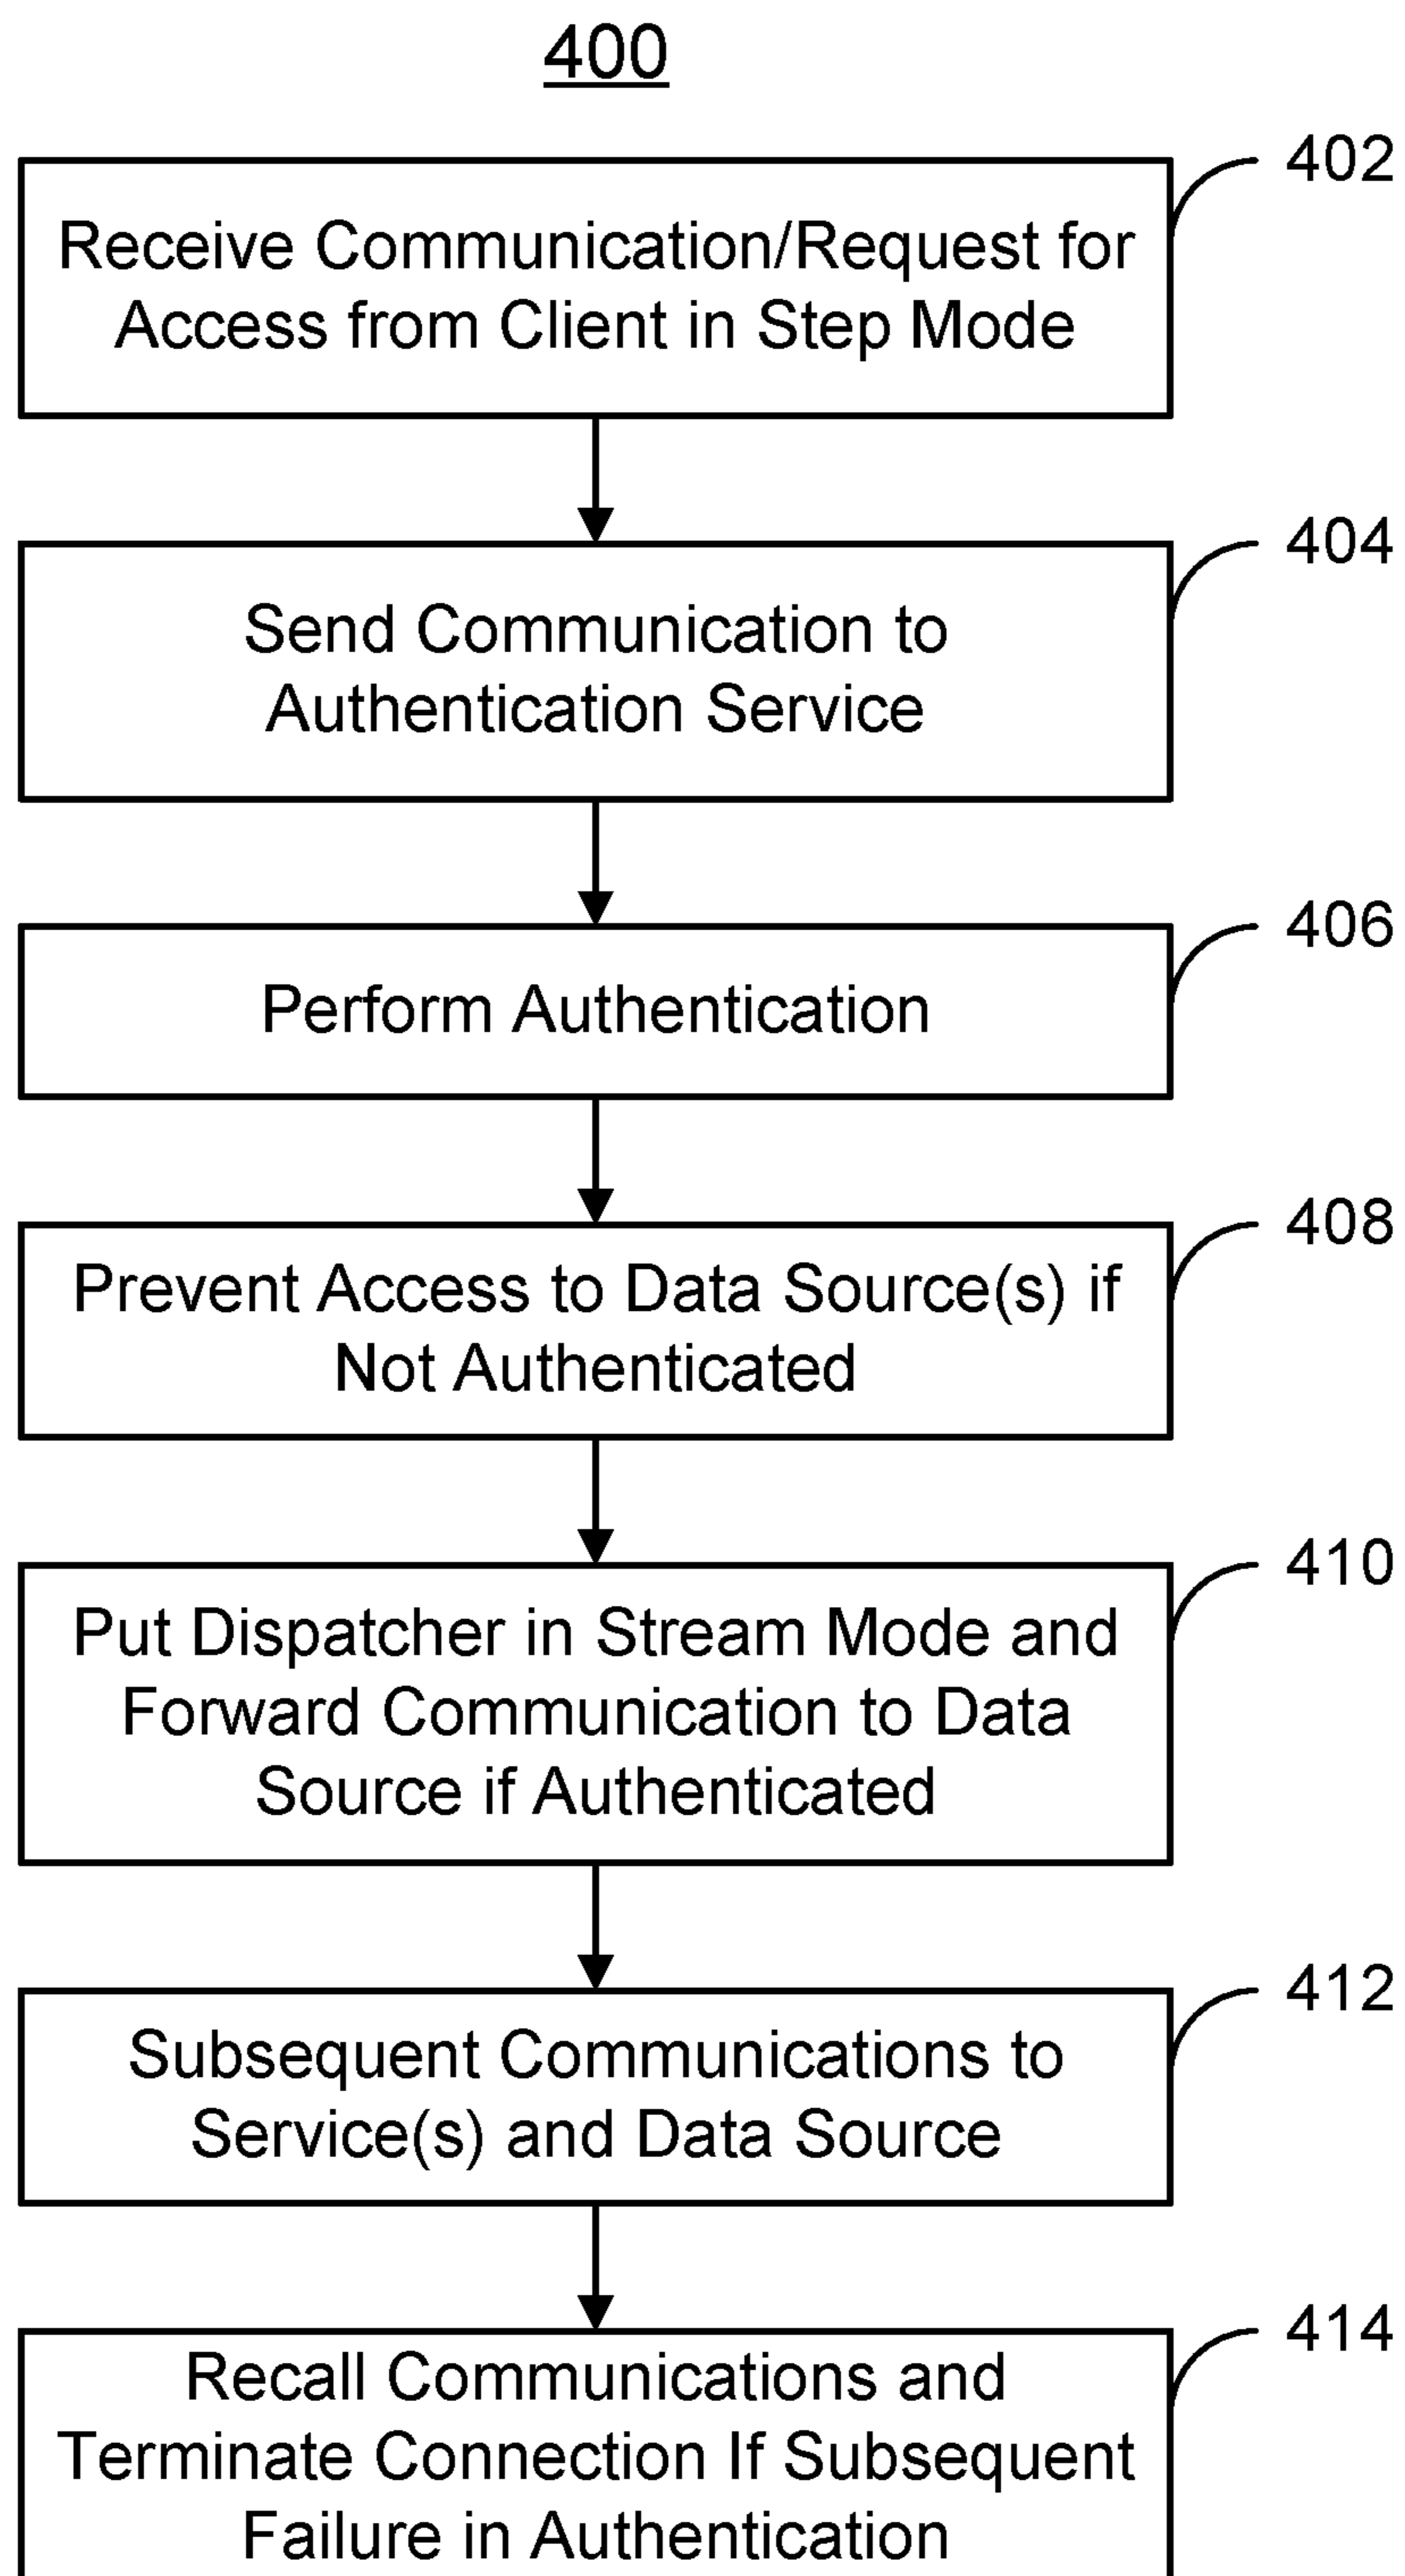 400
402
Receive Communication/Request for
Access from Client in Step Mode
404
Send Communication to
Authentication Service
406
Perform Authentication
408
Prevent Access to Data Source(s) if
Not Authenticated
410
Put Dispatcher in Stream Mode and
Forward Communication to Data
Source if Authenticated
412
Subsequent Communications to
Service(s) and Data Source
414
Recall Communications and
Terminate Connection If Subsequent
Failure in Authentication